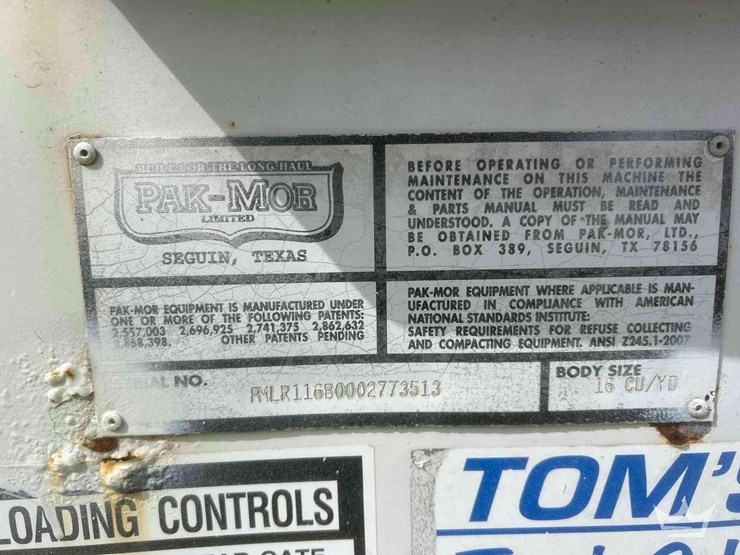 BUILT FOR THE LONG HAUL
PAK-MOR
LIMITED
SEGUIN, TEXAS
BEFORE OPERATING OR PERFORMING
MAINTENANCE ON THIS MACHINE THE
CONTENT OF THE OPERATION, MAINTENANCE
& PARTS MANUAL MUST BE READ AND
UNDERSTOOD. A COPY OF THE MANUAL MAY
BE OBTAINED FROM PAK-MOR, LTD.,
P.O. BOX 389, SEGUIN, TX 78156
PAK-MOR EQUIPMENT IS MANUFACTURED UNDER
ONE OR MORE OF THE FOLLOWING PATENTS:
2,557,003 2,696,925 2,741,375 2,862,632
2,868,398. OTHER PATENTS PENDING
PAK-MOR EQUIPMENT WHERE APPLICABLE IS MAN-
UFACTURED IN COMPLIANCE WITH AMERICAN
NATIONAL STANDARDS INSTITUTE:
SAFETY REQUIREMENTS FOR REFUSE COLLECTING
AND COMPACTING EQUIPMENT. ANSI Z245.1-2007
SERIAL NO. PMLR116B0002773513
BODY SIZE
16 CU/YD
LOADING CONTROLS
GATE
TOM'S